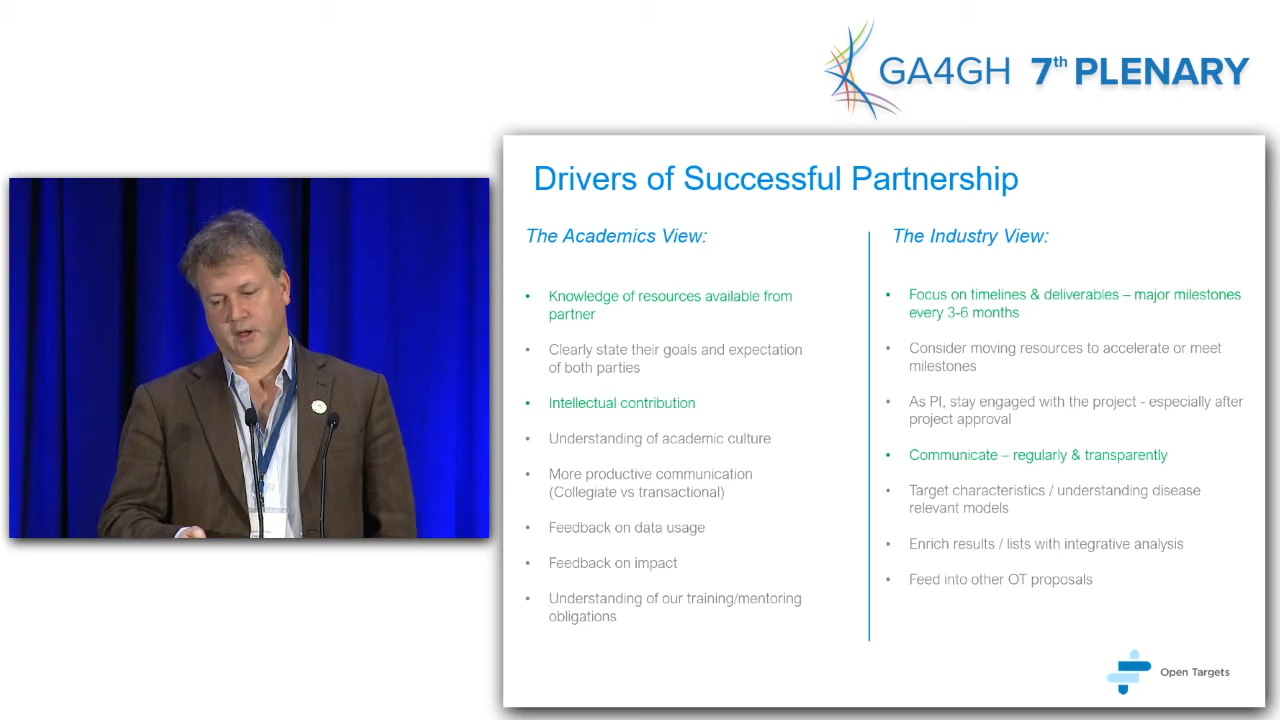 GA4GH 7th PLENARY
Drivers of Successful Partnership
The Academics View:
• Knowledge of resources available from
partner
• Clearly state their goals and expectation
of both parties
• Intellectual contribution
• Understanding of academic culture
• More productive communication
(Collegiate vs transactional)
• Feedback on data usage
• Feedback on impact
• Understanding of our training/mentoring
obligations
The Industry View:
• Focus on timelines & deliverables – major milestones
every 3-6 months
• Consider moving resources to accelerate or meet
milestones
• As PI, stay engaged with the project - especially after
project approval
• Communicate – regularly & transparently
• Target characteristics / understanding disease
relevant models
• Enrich results / lists with integrative analysis
• Feed into other OT proposals
Open Targets